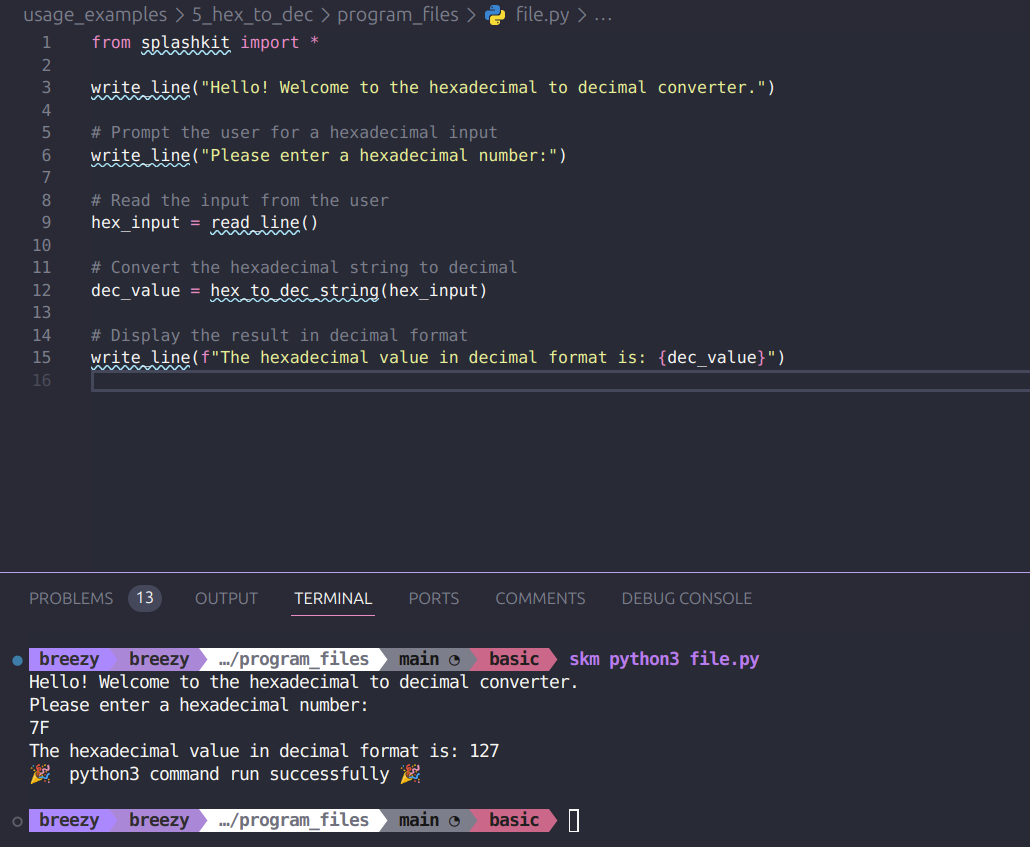 usage_examples > 5_hex_to_dec > program_files > file.py > ...
1 from splashkit import *
2
3 write_line("Hello! Welcome to the hexadecimal to decimal converter.")
4
5 # Prompt the user for a hexadecimal input
6 write_line("Please enter a hexadecimal number:")
7
8 # Read the input from the user
9 hex_input = read_line()
10
11 # Convert the hexadecimal string to decimal
12 dec_value = hex_to_dec_string(hex_input)
13
14 # Display the result in decimal format
15 write_line(f"The hexadecimal value in decimal format is: {dec_value}")
16
PROBLEMS 13 OUTPUT TERMINAL PORTS COMMENTS DEBUG CONSOLE
breezy breezy …/program_files main basic skm python3 file.py
Hello! Welcome to the hexadecimal to decimal converter.
Please enter a hexadecimal number:
7F
The hexadecimal value in decimal format is: 127
🎉 python3 command run successfully 🎉
breezy breezy …/program_files main basic